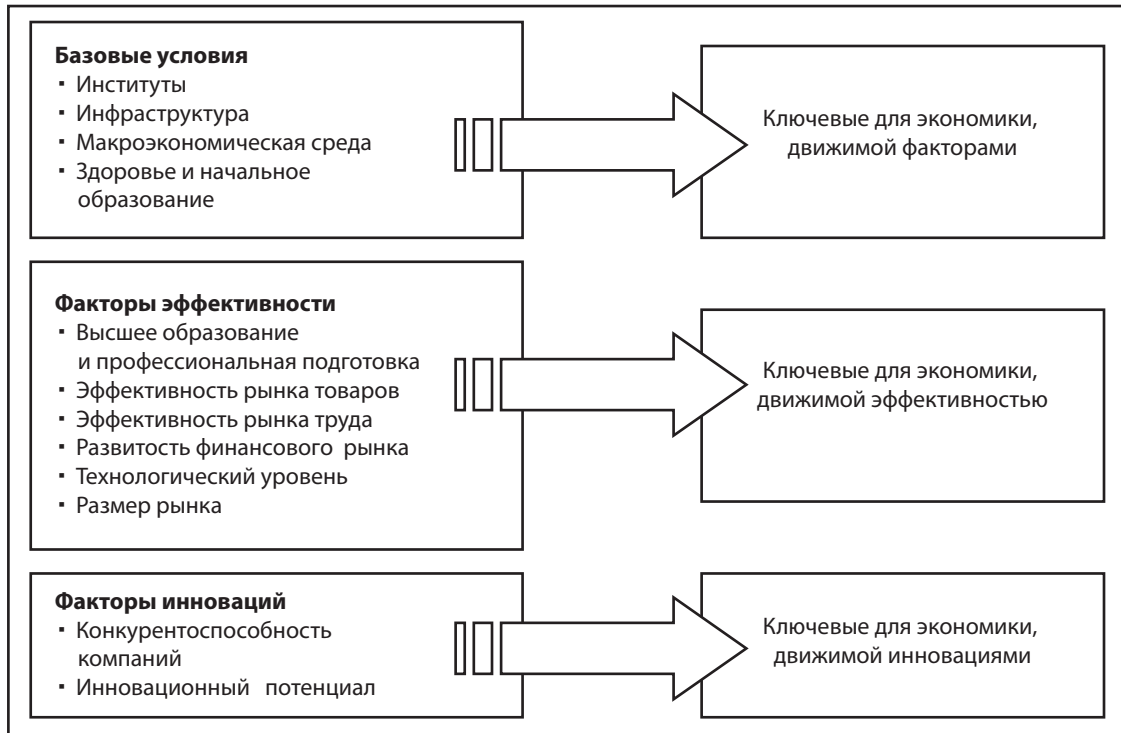 Базовые условия
▪ Институты
▪ Инфраструктура
▪ Макроэкономическая среда
▪ Здоровье и начальное
образование
Ключевые для экономики,
движимой факторами
Факторы эффективности
▪ Высшее образование
и профессиональная подготовка
▪ Эффективность рынка товаров
▪ Эффективность рынка труда
▪ Развитость финансового рынка
▪ Технологический уровень
▪ Размер рынка
Ключевые для экономики,
движимой эффективностью
Факторы инноваций
▪ Конкурентоспособность
компаний
▪ Инновационный потенциал
Ключевые для экономики,
движимой инновациями